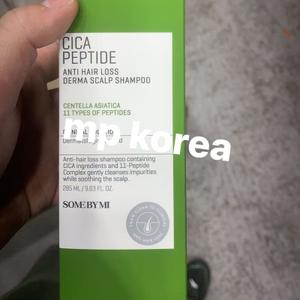 CICA
PEPTIDE
ANTI HAIR LOSS
DERMA SCALP SHAMPOO
CENTELLA ASIATICA
11 TYPES OF PEPTIDES
mp korea
Anti-hair loss shampoo containing
CICA ingredients and 11-Peptide
Complex gently cleanses impurities
while soothing the scalp.
285 ML / 9.63 FL. OZ.
SOME BY MI